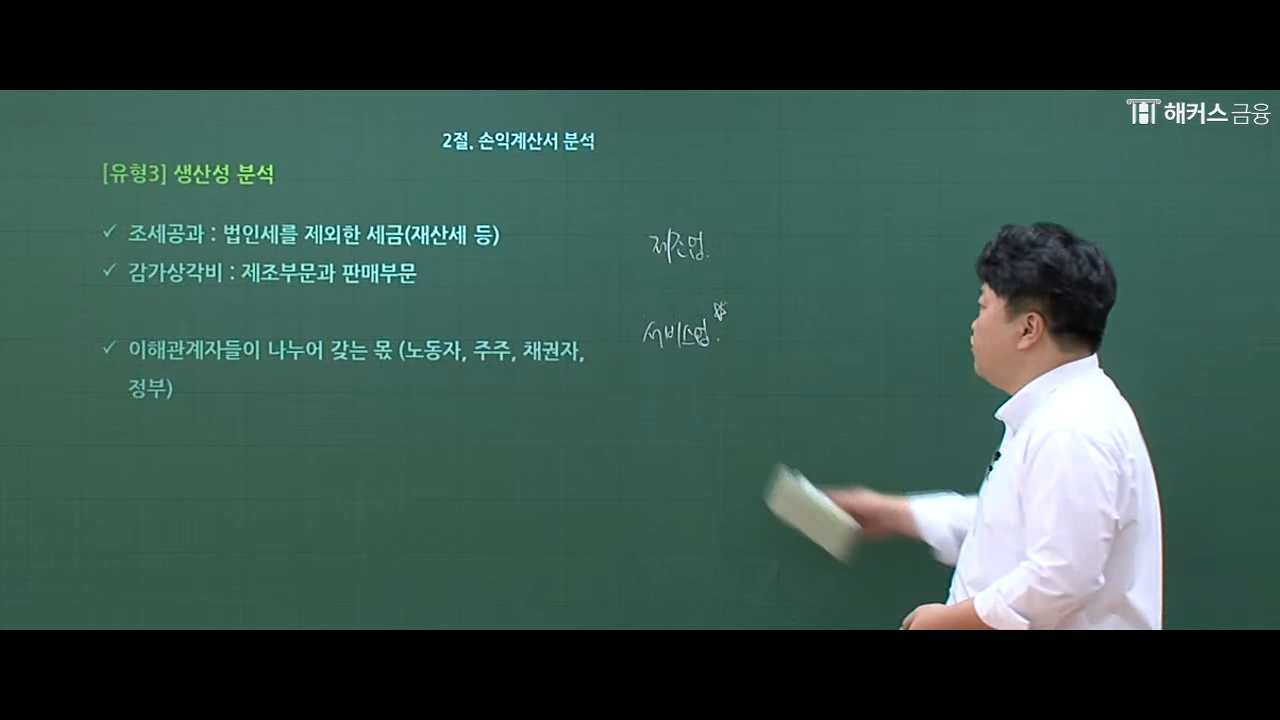 해커스금융
2절. 손익계산서 분석
[유형3] 생산성 분석
✓ 조세공과 : 법인세를 제외한 세금(재산세 등)
✓ 감가상각비 : 제조부문과 판매부문
✓ 이해관계자들이 나누어 갖는 몫 (노동자, 주주, 채권자,
정부)
제조업.
서비스업.